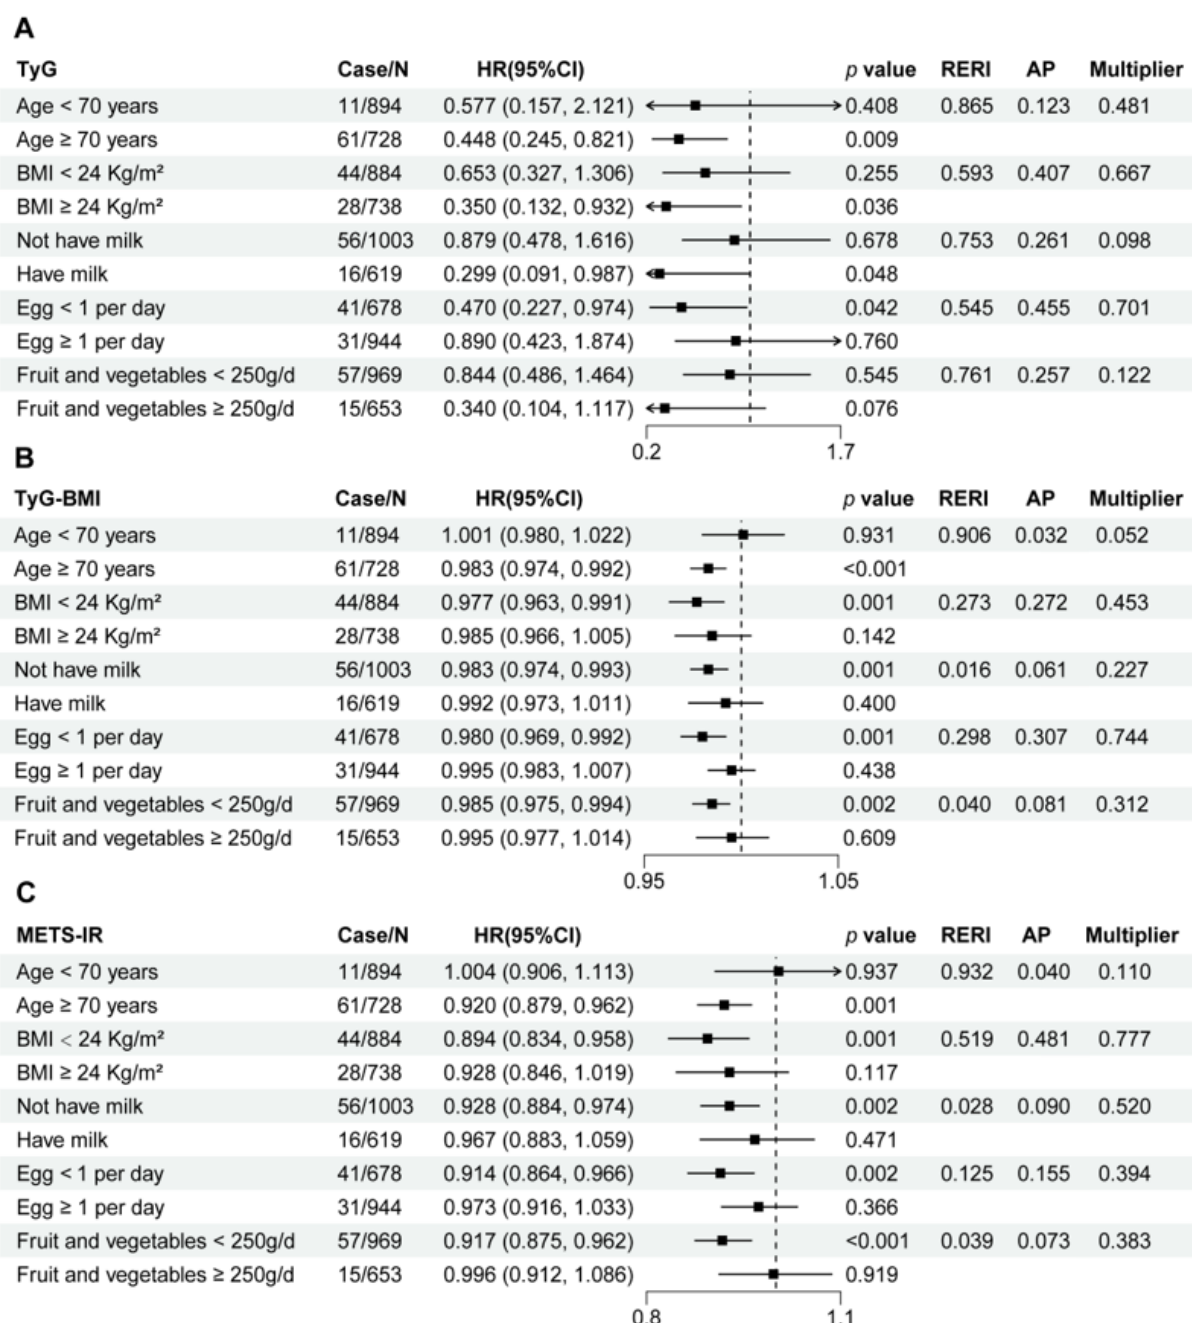 A
TyG Case/N HR(95%CI) p value RERI AP Multiplier
Age < 70 years 11/894 0.577 (0.157, 2.121) 0.408 0.865 0.123 0.481
Age ≥ 70 years 61/728 0.448 (0.245, 0.821) 0.009
BMI < 24 Kg/m² 44/884 0.653 (0.327, 1.306) 0.255 0.593 0.407 0.667
BMI ≥ 24 Kg/m² 28/738 0.350 (0.132, 0.932) 0.036
Not have milk 56/1003 0.879 (0.478, 1.616) 0.678 0.753 0.261 0.098
Have milk 16/619 0.299 (0.091, 0.987) 0.048
Egg < 1 per day 41/678 0.470 (0.227, 0.974) 0.042 0.545 0.455 0.701
Egg ≥ 1 per day 31/944 0.890 (0.423, 1.874) 0.760
Fruit and vegetables < 250g/d 57/969 0.844 (0.486, 1.464) 0.545 0.761 0.257 0.122
Fruit and vegetables ≥ 250g/d 15/653 0.340 (0.104, 1.117) 0.076
0.2 1.7
B
TyG-BMI Case/N HR(95%CI) p value RERI AP Multiplier
Age < 70 years 11/894 1.001 (0.980, 1.022) 0.931 0.906 0.032 0.052
Age ≥ 70 years 61/728 0.983 (0.974, 0.992) <0.001
BMI < 24 Kg/m² 44/884 0.977 (0.963, 0.991) 0.001 0.273 0.272 0.453
BMI ≥ 24 Kg/m² 28/738 0.985 (0.966, 1.005) 0.142
Not have milk 56/1003 0.983 (0.974, 0.993) 0.001 0.016 0.061 0.227
Have milk 16/619 0.992 (0.973, 1.011) 0.400
Egg < 1 per day 41/678 0.980 (0.969, 0.992) 0.001 0.298 0.307 0.744
Egg ≥ 1 per day 31/944 0.995 (0.983, 1.007) 0.438
Fruit and vegetables < 250g/d 57/969 0.985 (0.975, 0.994) 0.002 0.040 0.081 0.312
Fruit and vegetables ≥ 250g/d 15/653 0.995 (0.977, 1.014) 0.609
0.95 1.05
C
METS-IR Case/N HR(95%CI) p value RERI AP Multiplier
Age < 70 years 11/894 1.004 (0.906, 1.113) 0.937 0.932 0.040 0.110
Age ≥ 70 years 61/728 0.920 (0.879, 0.962) 0.001
BMI < 24 Kg/m² 44/884 0.894 (0.834, 0.958) 0.001 0.519 0.481 0.777
BMI ≥ 24 Kg/m² 28/738 0.928 (0.846, 1.019) 0.117
Not have milk 56/1003 0.928 (0.884, 0.974) 0.002 0.028 0.090 0.520
Have milk 16/619 0.967 (0.883, 1.059) 0.471
Egg < 1 per day 41/678 0.914 (0.864, 0.966) 0.002 0.125 0.155 0.394
Egg ≥ 1 per day 31/944 0.973 (0.916, 1.033) 0.366
Fruit and vegetables < 250g/d 57/969 0.917 (0.875, 0.962) <0.001 0.039 0.073 0.383
Fruit and vegetables ≥ 250g/d 15/653 0.996 (0.912, 1.086) 0.919
0.8 1.1